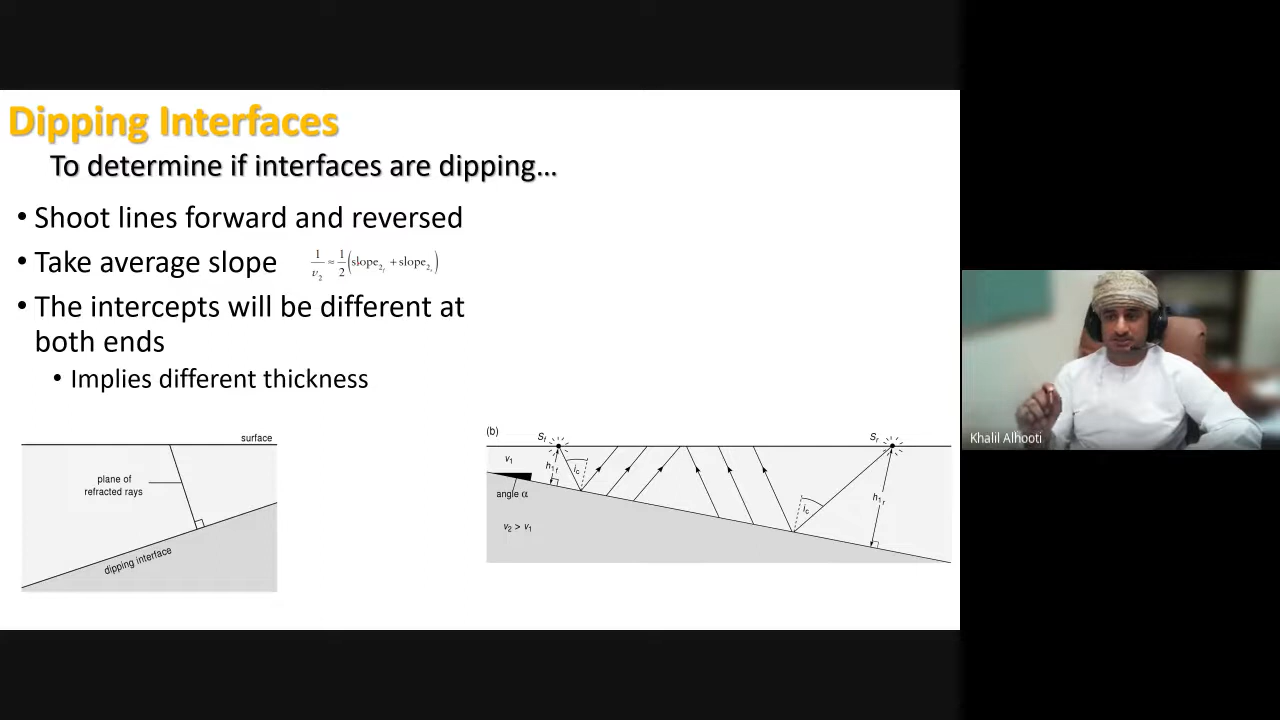 Dipping Interfaces
To determine if interfaces are dipping...
• Shoot lines forward and reversed
• Take average slope 1/v₂ ≈ 1/2 (slope₂f + slope₂r)
• The intercepts will be different at
both ends
• Implies different thickness
surface
plane of
refracted rays
dipping interface
(b)
Sf
Sr
v₁
h₁f
ic
angle α
v₂ > v₁
ic
h₁r
Khalil Alhooti